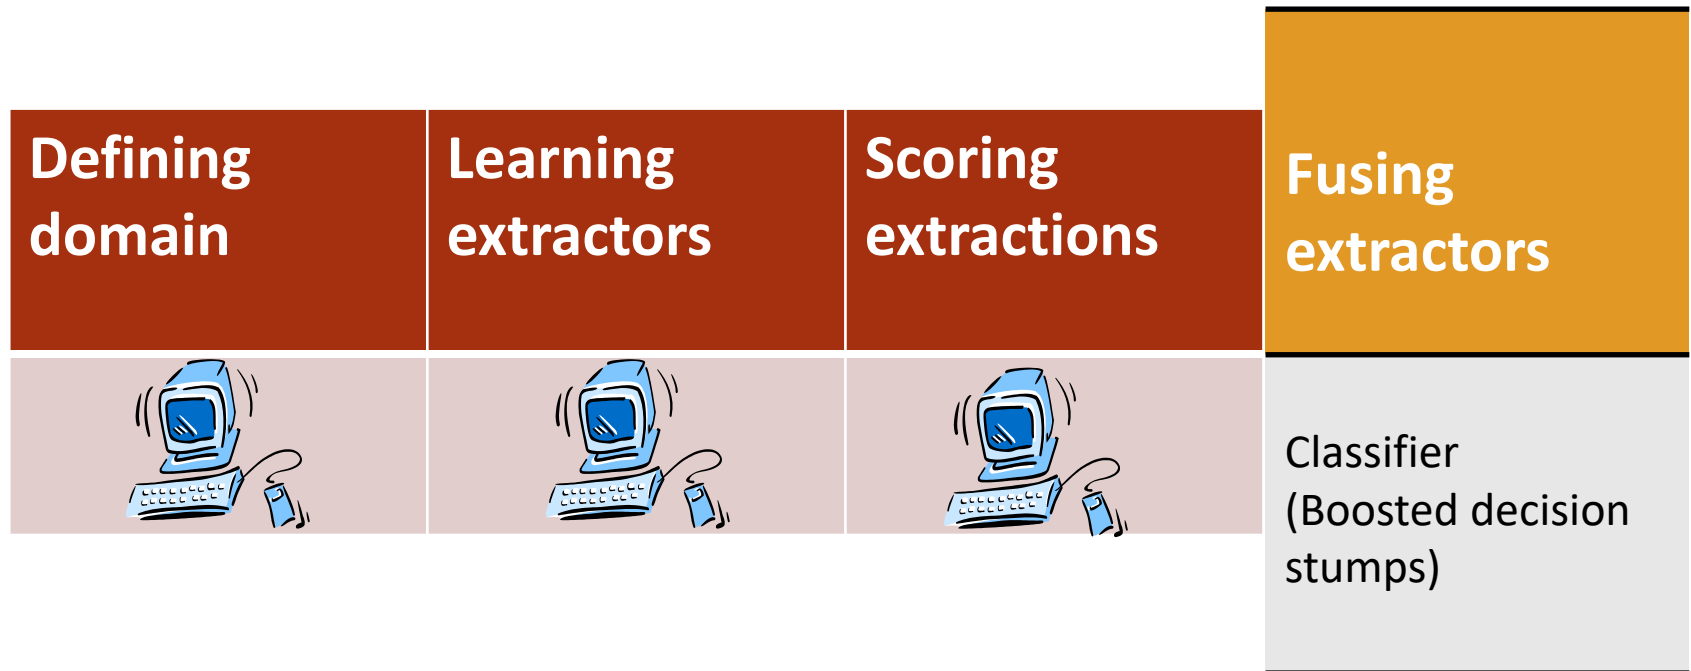 Defining
domain
Learning
extractors
Scoring
extractions
Fusing
extractors
Classifier
(Boosted decision
stumps)